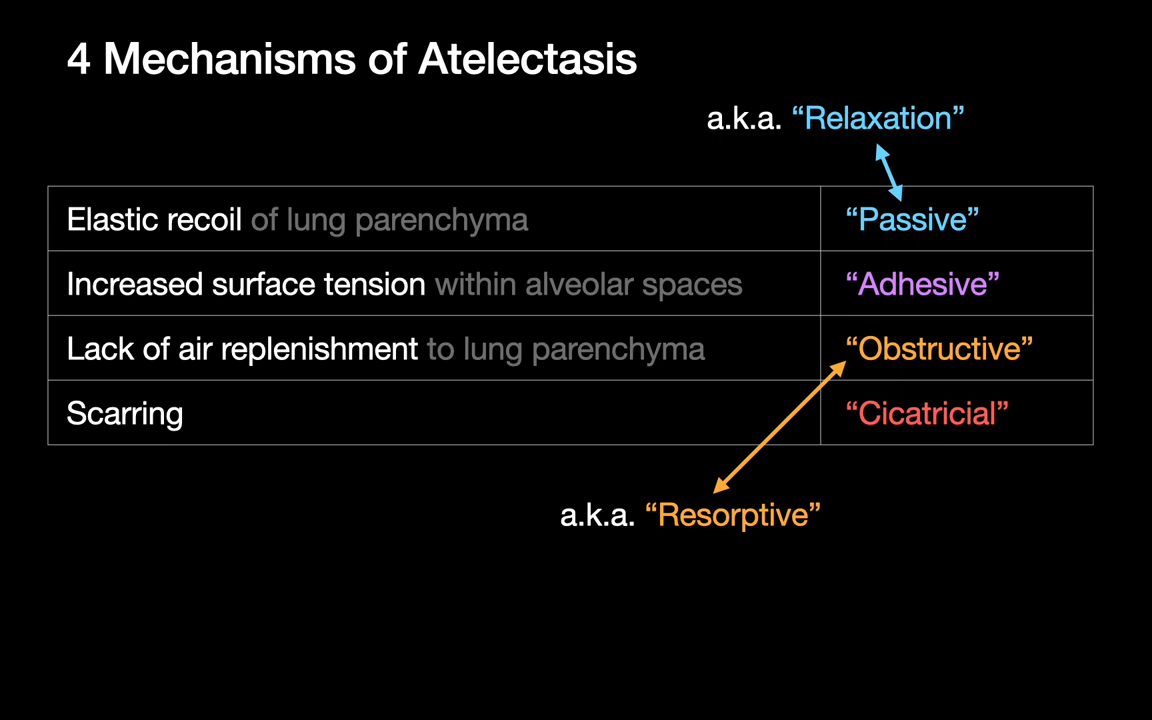 4 Mechanisms of Atelectasis
a.k.a. “Relaxation”
Elastic recoil of lung parenchyma “Passive”
Increased surface tension within alveolar spaces “Adhesive”
Lack of air replenishment to lung parenchyma “Obstructive”
Scarring “Cicatricial”
a.k.a. “Resorptive”